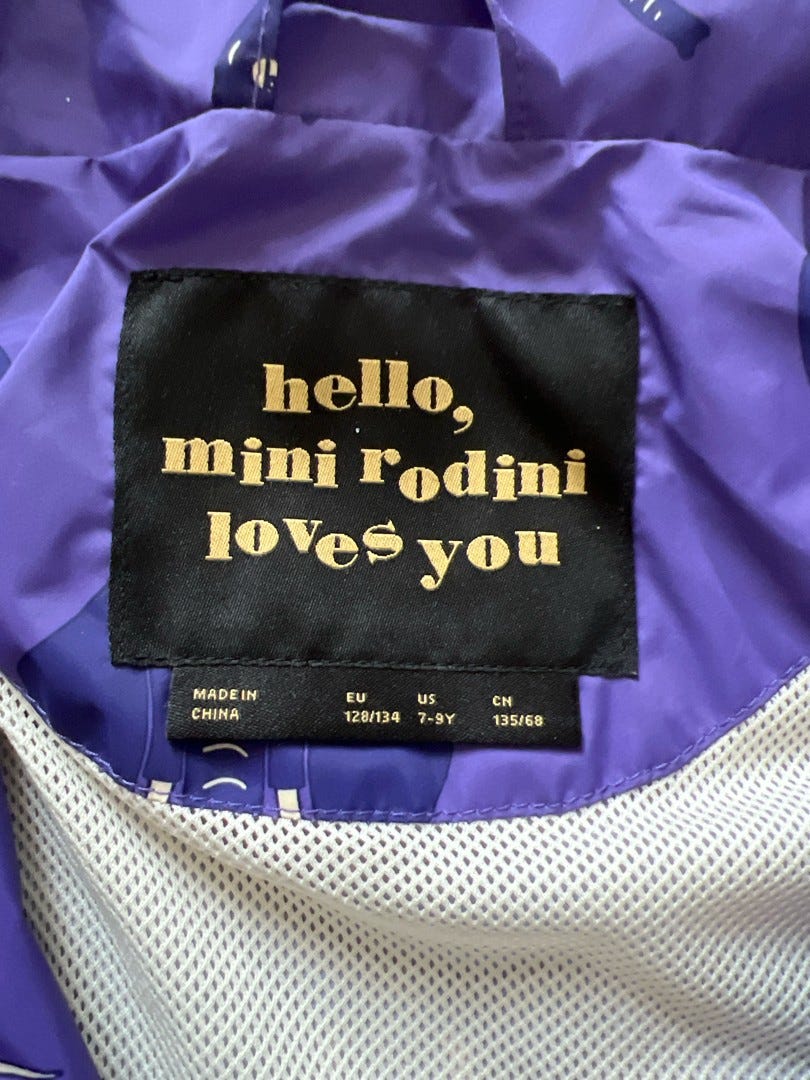 hello,
mini rodini
loves you
MADE IN EU US CN
CHINA 128/134 7-9Y 135/68